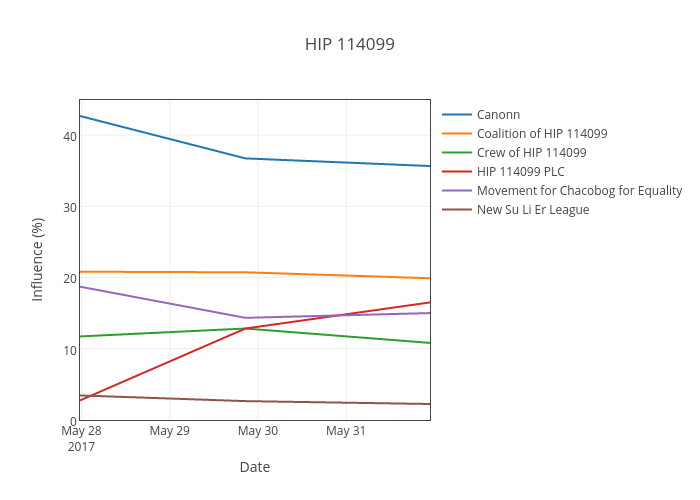 HIP 114099
Canonn
Coalition of HIP 114099
Crew of HIP 114099
HIP 114099 PLC
Movement for Chacobog for Equality
New Su Li Er League
Influence (%)
40
30
20
10
0
May 28
2017
May 29
May 30
May 31
Date